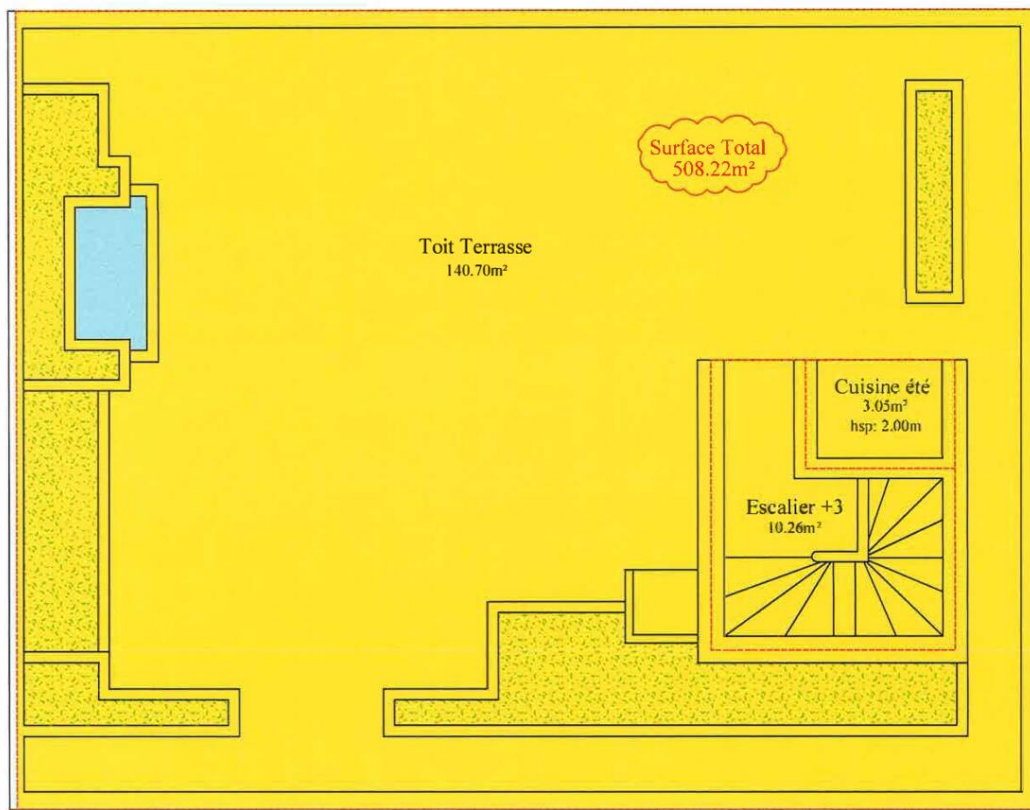 Surface Total
508.22m²
Toit Terrasse
140.70m²
Cuisine été
3.05m²
hsp: 2.00m
Escalier +3
10.26m²